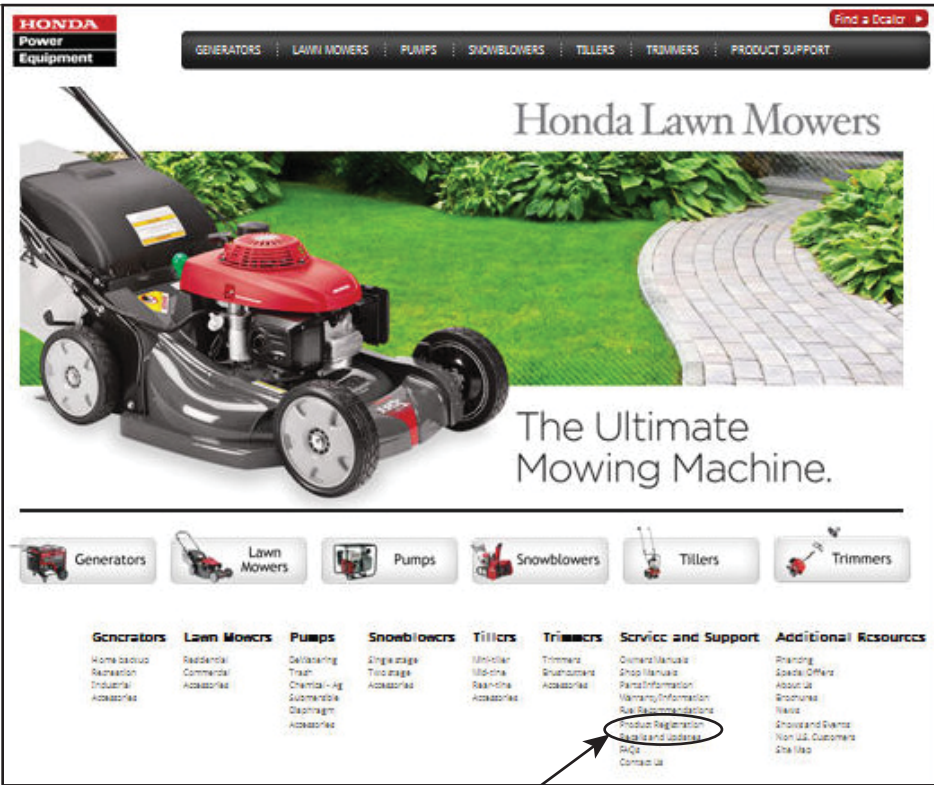 HONDA
Power
Equipment
Find a Dealer
GENERATORS LAWN MOWERS PUMPS SNOWBLOWERS TILLERS TRIMMERS PRODUCT SUPPORT
Honda Lawn Mowers
The Ultimate
Mowing Machine.
Generators
Lawn
Mowers
Pumps
Snowblowers
Tillers
Trimmers
Generators
Home backup
Recreation
Industrial
Accessories
Lawn Mowers
Residential
Commercial
Accessories
Pumps
DeWatering
Trash
Chemical - Ag
Submersible
Diaphragm
Accessories
Snowblowers
Single stage
Two stage
Accessories
Tillers
Mini-tiller
Mid-tine
Rear-tine
Accessories
Trimmers
Trimmers
Brushcutters
Accessories
Service and Support
Owners Manuals
Shop Manuals
Parts Information
Warranty Information
Fuel Recommendations
Product Registration
Recalls and Updates
FAQs
Contact Us
Additional Resources
Financing
Special Offers
About Us
Brochures
News
Shows and Events
Non U.S. Customers
Site Map